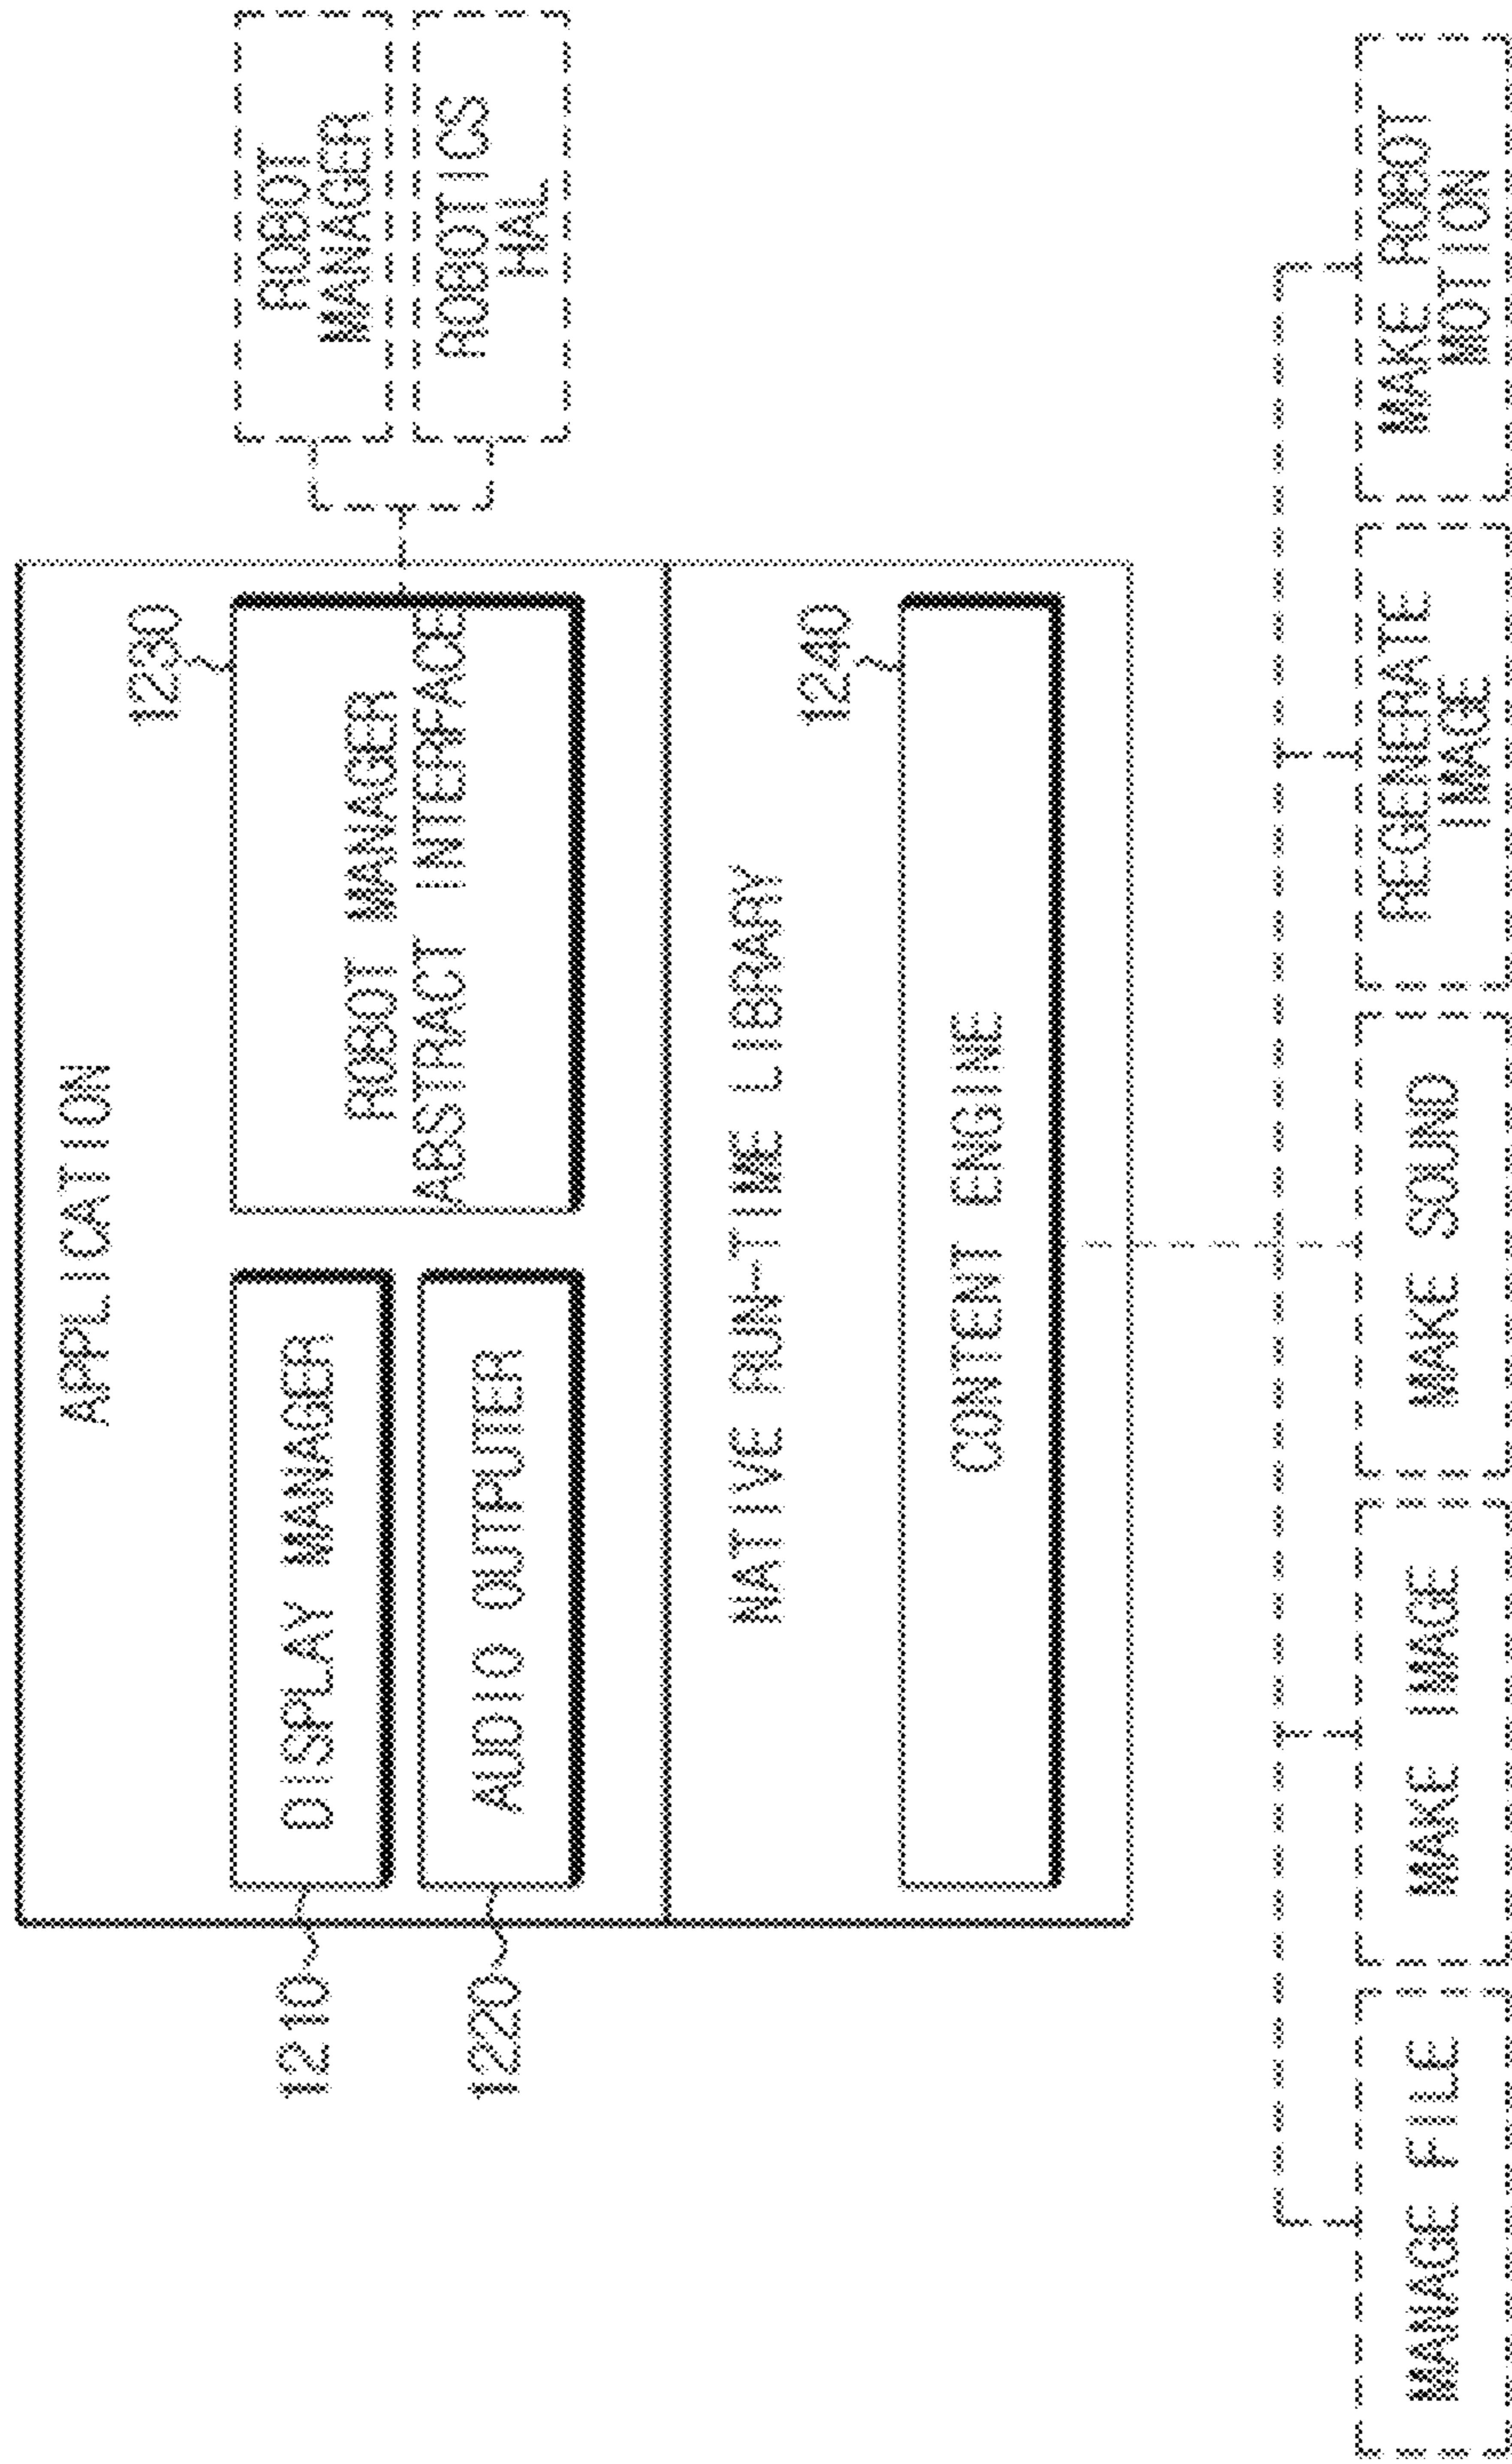 APPLICATION
1230
1210
DISPLAY MANAGER
ROBOT MANAGER
ABSTRACT INTERFACE
ROBOT
MANAGER
1220
AUDIO OUTPUTER
ROBOTICS
HAL
NATIVE RUN-TIME LIBRARY
1240
CONTENT ENGINE
MANAGE FILE
MAKE IMAGE
MAKE SOUND
REGENERATE
IMAGE
MAKE ROBOT
MOTION